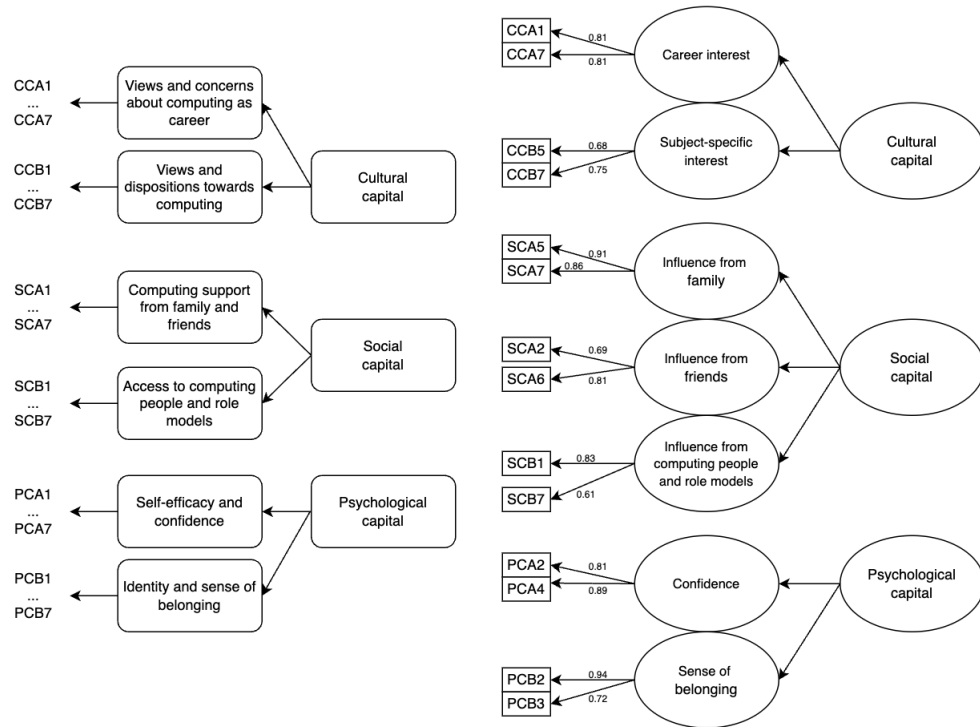 CCA1
...
CCA7
Views and concerns
about computing as
career
CCB1
...
CCB7
Views and
dispositions towards
computing
Cultural
capital
SCA1
...
SCA7
Computing support
from family and
friends
SCB1
...
SCB7
Access to computing
people and role
models
Social
capital
PCA1
...
PCA7
Self-efficacy and
confidence
PCB1
...
PCB7
Identity and sense of
belonging
Psychological
capital
CCA1
0.81
CCA7
0.81
Career interest
CCB5
0.68
CCB7
0.75
Subject-specific
interest
Cultural
capital
SCA5
0.91
SCA7
0.86
Influence from
family
SCA2
0.69
SCA6
0.81
Influence from
friends
SCB1
0.83
SCB7
0.61
Influence from
computing people
and role models
Social
capital
PCA2
0.81
PCA4
0.89
Confidence
PCB2
0.94
PCB3
0.72
Sense of
belonging
Psychological
capital